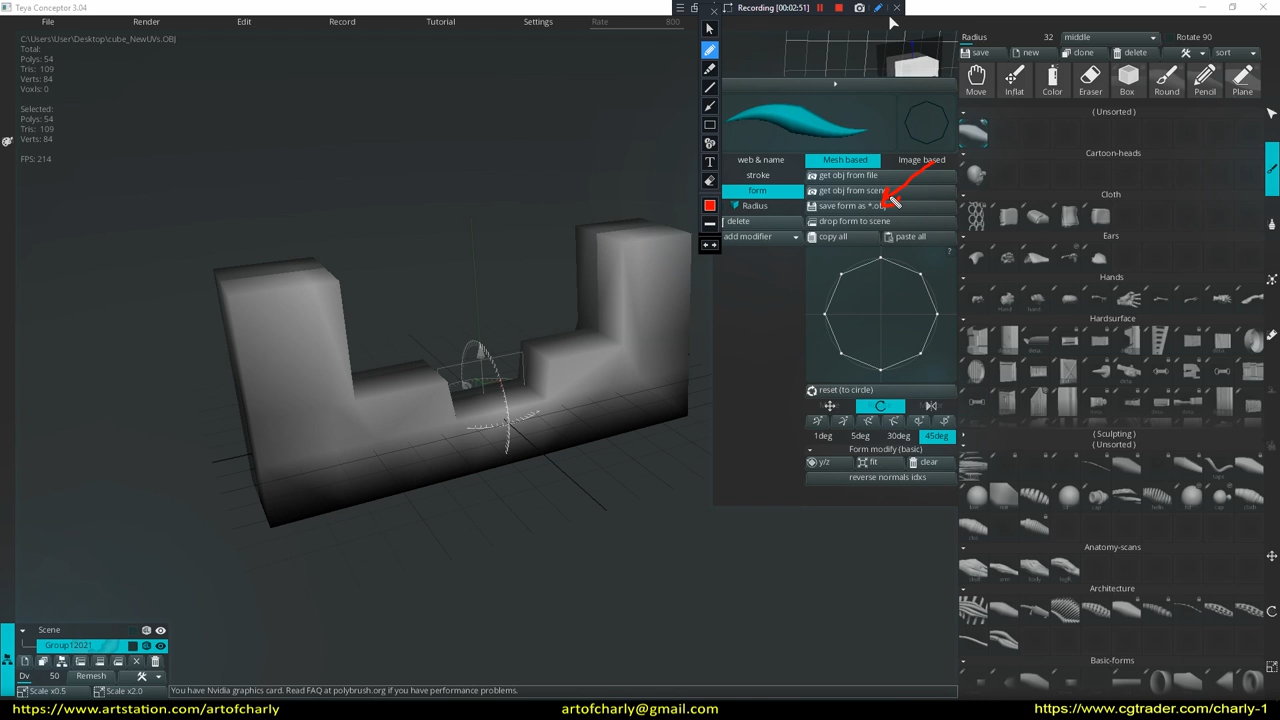 Teya Conceptor 3.04
Recording [00:02:51]
File
Render
Edit
Record
Tutorial
Settings
Rate
800
C:\Users\User\Desktop\cube_NewUVs.OBJ
Total:
Polys: 54
Tris: 109
Verts: 84
Voxels: 0
Selected:
Polys: 54
Tris: 109
Verts: 84
FPS: 214
web & name
Mesh based
Image based
stroke
get obj from file
form
get obj from scene
Radius
save form as *.obj
delete
drop form to scene
add modifier
copy all
paste all
?
reset (to circle)
1deg
5deg
30deg
45deg
Form modify (basic)
y/z
fit
clear
reverse normals idxs
Radius
32
middle
Rotate 90
save
new
clone
delete
sort
Move
Inflat
Color
Eraser
Box
Round
Pencil
Plane
( Unsorted )
Cartoon-heads
Cloth
Ears
Hands
Hardsurface
( Sculpting )
( Unsorted )
Anatomy-scans
Architecture
Basic-forms
Scene
Group12021
Dv
50
Remesh
Scale x0.5
Scale x2.0
You have Nvidia graphics card. Read FAQ at polybrush.org if you have performance problems.
https://www.artstation.com/artofcharly
artofcharly@gmail.com
https://www.cgtrader.com/charly-1